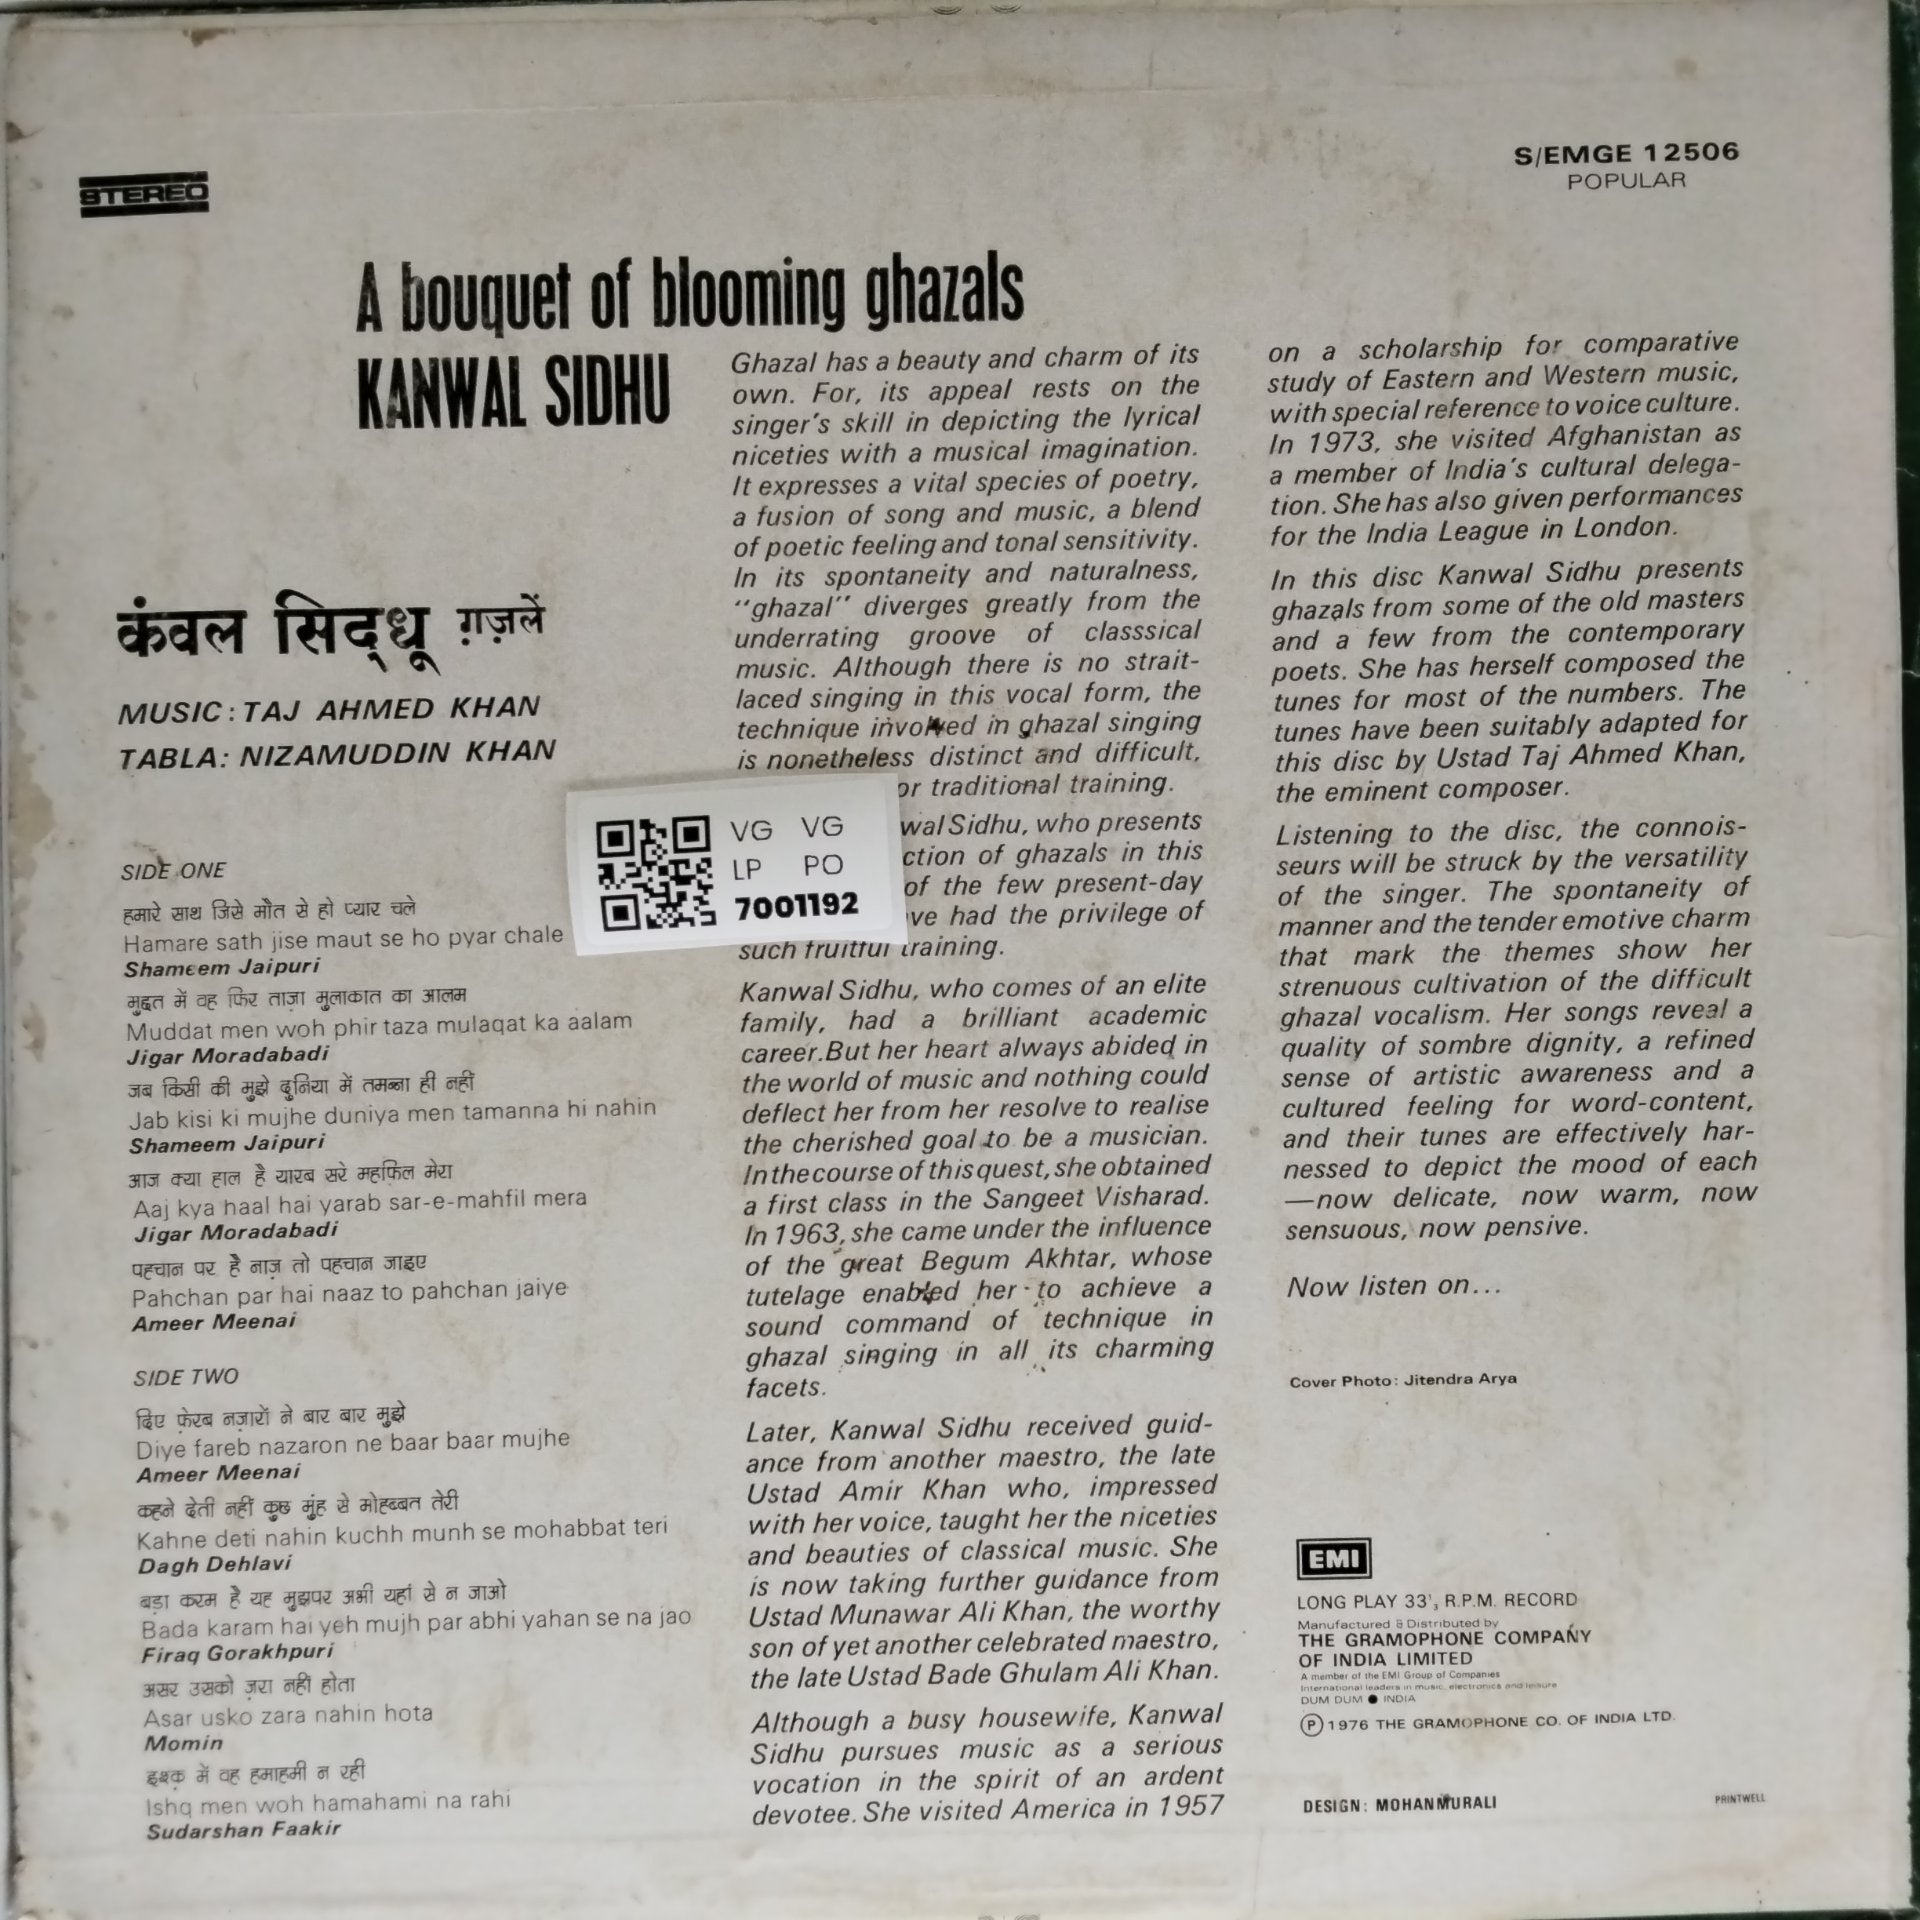 STEREO
S/EMGE 12506
POPULAR
A bouquet of blooming ghazals
KANWAL SIDHU
कंवल सिद्धू ग़ज़लें
MUSIC: TAJ AHMED KHAN
TABLA: NIZAMUDDIN KHAN
SIDE ONE
हमारे साथ जिसे मौत से हो प्यार चले
Hamare sath jise maut se ho pyar chale
Shameem Jaipuri
मुद्दत में वह फिर ताज़ा मुलाकात का आलम
Muddat men woh phir taza mulaqat ka aalam
Jigar Moradabadi
जब किसी की मुझे दुनिया में तमन्ना ही नहीं
Jab kisi ki mujhe duniya men tamanna hi nahin
Shameem Jaipuri
आज क्या हाल है यारब सरे महफ़िल मेरा
Aaj kya haal hai yarab sar-e-mahfil mera
Jigar Moradabadi
पहचान पर है नाज़ तो पहचान जाइए
Pahchan par hai naaz to pahchan jaiye
Ameer Meenai
SIDE TWO
दिए फ़ेरब नज़ारों ने बार बार मुझे
Diye fareb nazaron ne baar baar mujhe
Ameer Meenai
कहने देती नहीं कुछ मुंह से मोहब्बत तेरी
Kahne deti nahin kuchh munh se mohabbat teri
Dagh Dehlavi
बड़ा करम है यह मुझपर अभी यहां से न जाओ
Bada karam hai yeh mujh par abhi yahan se na jao
Firaq Gorakhpuri
असर उसको ज़रा नहीं होता
Asar usko zara nahin hota
Momin
इश्क़ में वह हमाहमी न रही
Ishq men woh hamahami na rahi
Sudarshan Faakir
Ghazal has a beauty and charm of its
own. For, its appeal rests on the
singer's skill in depicting the lyrical
niceties with a musical imagination.
It expresses a vital species of poetry,
a fusion of song and music, a blend
of poetic feeling and tonal sensitivity.
In its spontaneity and naturalness,
"ghazal" diverges greatly from the
underrating groove of classsical
music. Although there is no strait-
laced singing in this vocal form, the
technique involved in ghazal singing
is nonetheless distinct and difficult,
or traditional training.
wal Sidhu, who presents
ction of ghazals in this
of the few present-day
ve had the privilege of
such fruitful training.
VG VG
LP PO
7001192
Kanwal Sidhu, who comes of an elite
family, had a brilliant academic
career.But her heart always abided in
the world of music and nothing could
deflect her from her resolve to realise
the cherished goal to be a musician.
In the course of this quest, she obtained
a first class in the Sangeet Visharad.
In 1963, she came under the influence
of the great Begum Akhtar, whose
tutelage enabled her to achieve a
sound command of technique in
ghazal singing in all its charming
facets.
Later, Kanwal Sidhu received guid-
ance from another maestro, the late
Ustad Amir Khan who, impressed
with her voice, taught her the niceties
and beauties of classical music. She
is now taking further guidance from
Ustad Munawar Ali Khan, the worthy
son of yet another celebrated maestro,
the late Ustad Bade Ghulam Ali Khan.
Although a busy housewife, Kanwal
Sidhu pursues music as a serious
vocation in the spirit of an ardent
devotee. She visited America in 1957
on a scholarship for comparative
study of Eastern and Western music,
with special reference to voice culture.
In 1973, she visited Afghanistan as
a member of India's cultural delega-
tion. She has also given performances
for the India League in London.
In this disc Kanwal Sidhu presents
ghazals from some of the old masters
and a few from the contemporary
poets. She has herself composed the
tunes for most of the numbers. The
tunes have been suitably adapted for
this disc by Ustad Taj Ahmed Khan,
the eminent composer.
Listening to the disc, the connois-
seurs will be struck by the versatility
of the singer. The spontaneity of
manner and the tender emotive charm
that mark the themes show her
strenuous cultivation of the difficult
ghazal vocalism. Her songs reveal a
quality of sombre dignity, a refined
sense of artistic awareness and a
cultured feeling for word-content,
and their tunes are effectively har-
nessed to depict the mood of each
—now delicate, now warm, now
sensuous, now pensive.
Now listen on...
Cover Photo: Jitendra Arya
EMI
LONG PLAY 33⅓ R.P.M. RECORD
Manufactured & Distributed by
THE GRAMOPHONE COMPANY
OF INDIA LIMITED
A member of the EMI Group of Companies
International leaders in music, electronics and leisure
DUM DUM ● INDIA
Ⓟ 1976 THE GRAMOPHONE CO. OF INDIA LTD.
DESIGN: MOHANMURALI
PRINTWELL